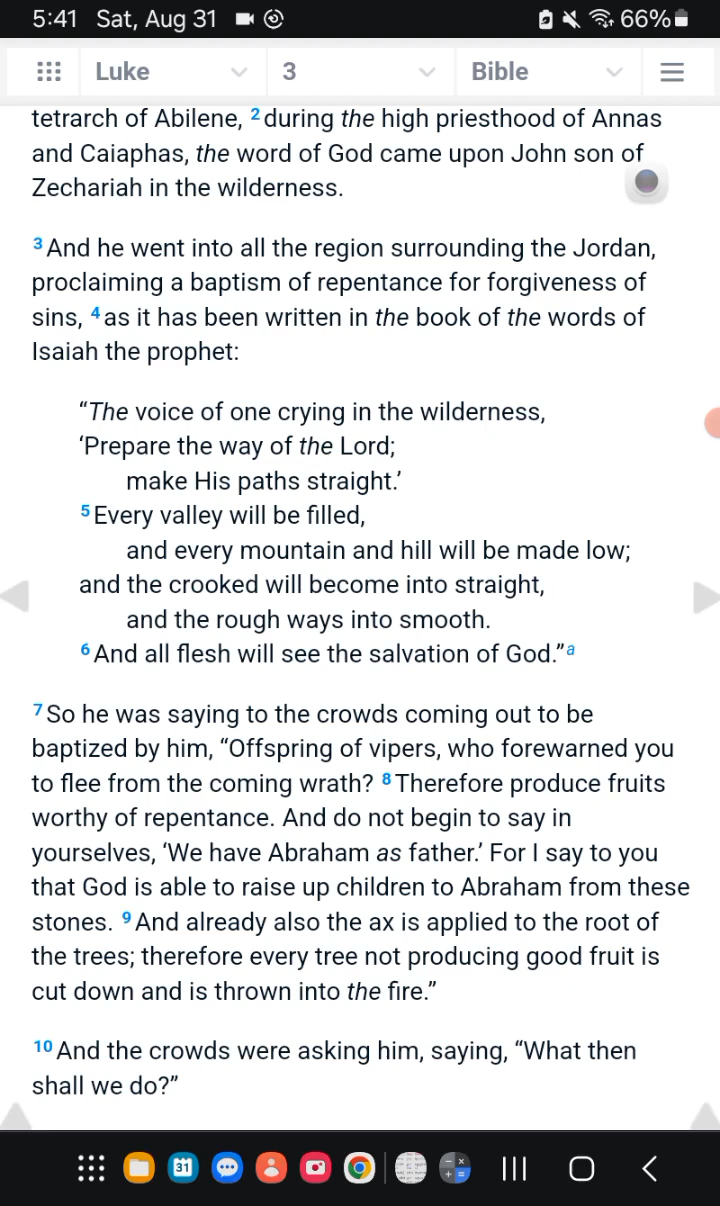 5:41 Sat, Aug 31 66%
Luke 3 Bible
tetrarch of Abilene, 2 during the high priesthood of Annas
and Caiaphas, the word of God came upon John son of
Zechariah in the wilderness.
3 And he went into all the region surrounding the Jordan,
proclaiming a baptism of repentance for forgiveness of
sins, 4 as it has been written in the book of the words of
Isaiah the prophet:
“The voice of one crying in the wilderness,
‘Prepare the way of the Lord;
make His paths straight.’
5 Every valley will be filled,
and every mountain and hill will be made low;
and the crooked will become into straight,
and the rough ways into smooth.
6 And all flesh will see the salvation of God.”a
7 So he was saying to the crowds coming out to be
baptized by him, “Offspring of vipers, who forewarned you
to flee from the coming wrath? 8 Therefore produce fruits
worthy of repentance. And do not begin to say in
yourselves, ‘We have Abraham as father.’ For I say to you
that God is able to raise up children to Abraham from these
stones. 9 And already also the ax is applied to the root of
the trees; therefore every tree not producing good fruit is
cut down and is thrown into the fire.”
10 And the crowds were asking him, saying, “What then
shall we do?”
31